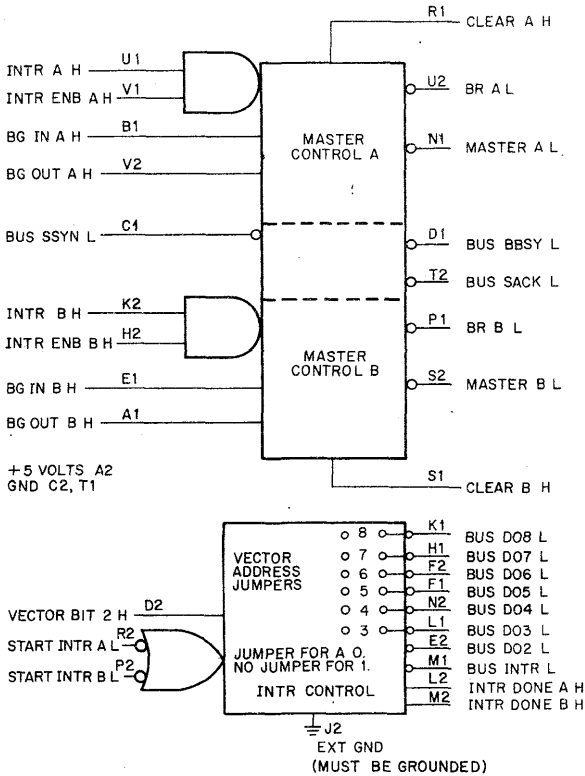 R1 CLEAR A H
INTR A H U1
INTR ENB A H V1
U2 BR A L
BG IN A H B1
MASTER CONTROL A
N1 MASTER A L
BG OUT A H V2
BUS SSYN L C1
D1 BUS BBSY L
T2 BUS SACK L
INTR B H K2
P1 BR B L
INTR ENB B H H2
MASTER CONTROL B
BG IN B H E1
S2 MASTER B L
BG OUT B H A1
+5 VOLTS A2
GND C2, T1
S1 CLEAR B H
VECTOR
ADDRESS
JUMPERS
8 K1 BUS D08 L
7 H1 BUS D07 L
6 F2 BUS D06 L
5 F1 BUS D05 L
4 N2 BUS D04 L
3 L1 BUS D03 L
E2 BUS D02 L
M1 BUS INTR L
L2 INTR DONE A H
M2 INTR DONE B H
VECTOR BIT 2 H D2
START INTR A L R2
START INTR B L P2
JUMPER FOR A 0.
NO JUMPER FOR 1.
INTR CONTROL
J2
EXT GND
(MUST BE GROUNDED)